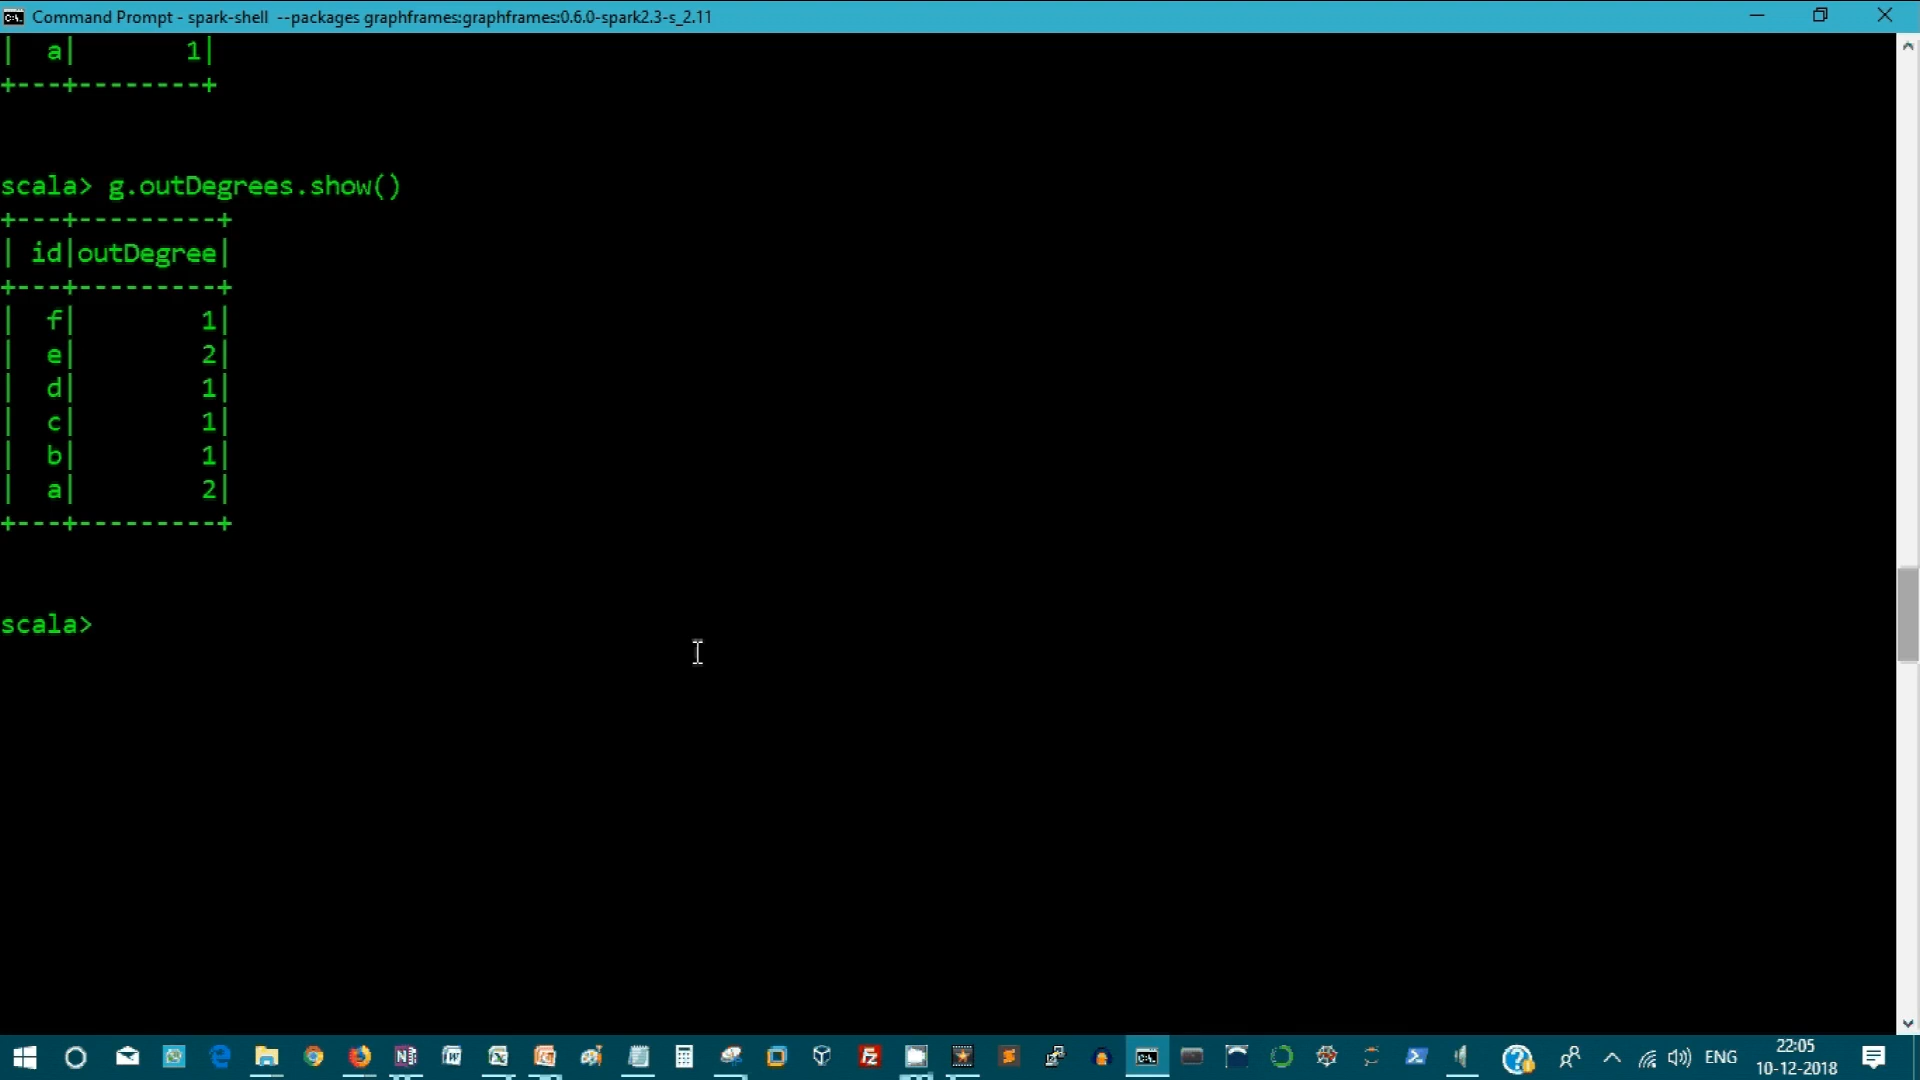 Command Prompt - spark-shell --packages graphframes:graphframes:0.6.0-spark2.3-s_2.11
|  a|       1|
+---+--------+
scala> g.outDegrees.show()
+---+---------+
| id|outDegree|
+---+---------+
|  f|        1|
|  e|        2|
|  d|        1|
|  c|        1|
|  b|        1|
|  a|        2|
+---+---------+
scala>
ENG
22:05
10-12-2018